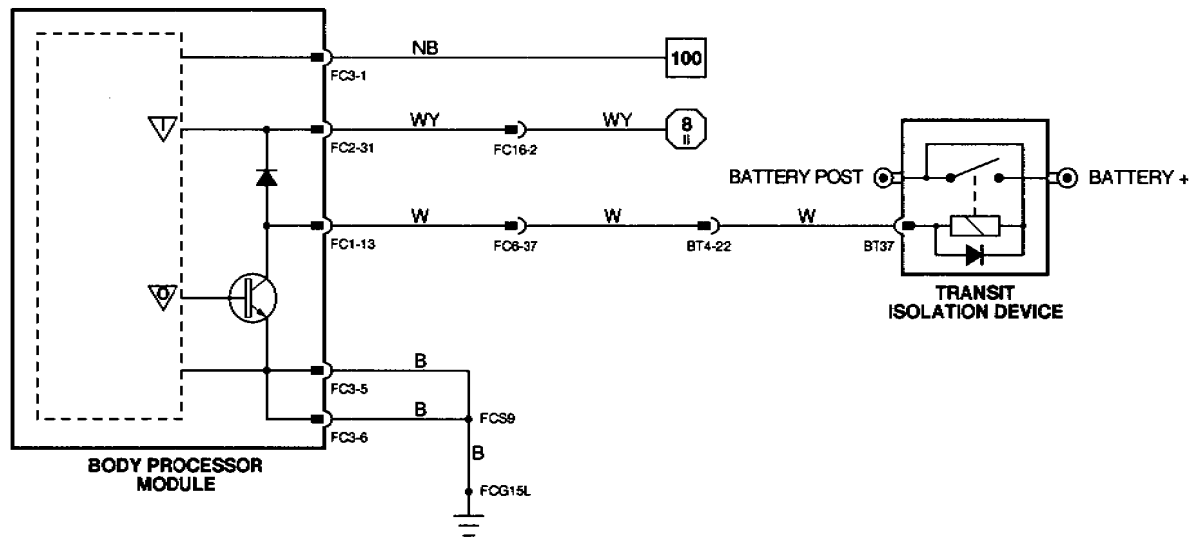 NB
100
FC3-1
I
WY
WY
8
II
FC2-31
FC16-2
BATTERY POST
BATTERY +
W
W
W
FC1-13
FC6-37
BT4-22
BT37
TRANSIT
ISOLATION DEVICE
O
B
FC3-5
B
FCS9
FC3-6
B
BODY PROCESSOR
MODULE
FCG15L